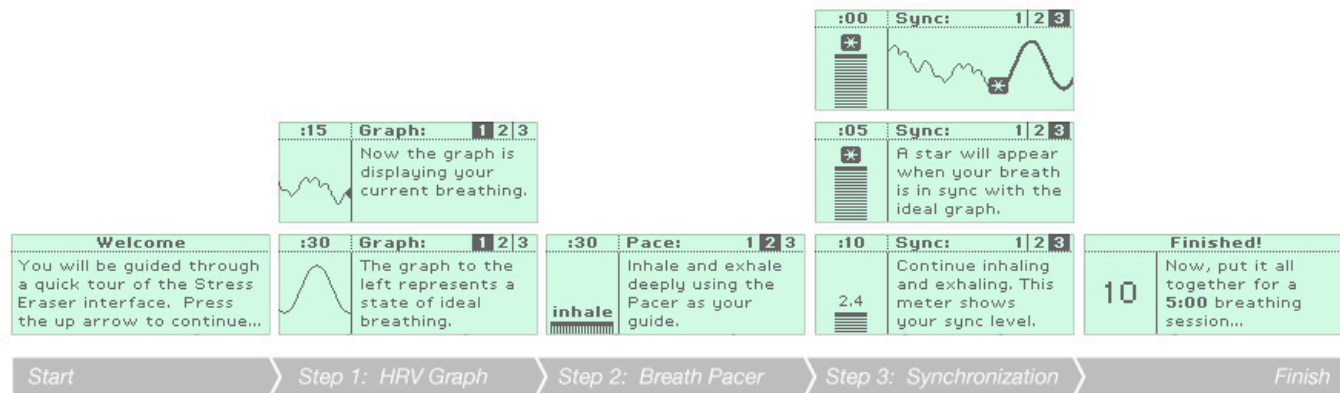 :00 Sync: 1 2 3
:15 Graph: 1 2 3
Now the graph is
displaying your
current breathing.
:05 Sync: 1 2 3
A star will appear
when your breath
is in sync with the
ideal graph.
Welcome
You will be guided through
a quick tour of the Stress
Eraser interface. Press
the up arrow to continue...
:30 Graph: 1 2 3
The graph to the
left represents a
state of ideal
breathing.
:30 Pace: 1 2 3
inhale
Inhale and exhale
deeply using the
Pacer as your
guide.
:10 Sync: 1 2 3
2.4
Continue inhaling
and exhaling. This
meter shows
your sync level.
Finished!
10
Now, put it all
together for a
5:00 breathing
session...
Start
Step 1: HRV Graph
Step 2: Breath Pacer
Step 3: Synchronization
Finish